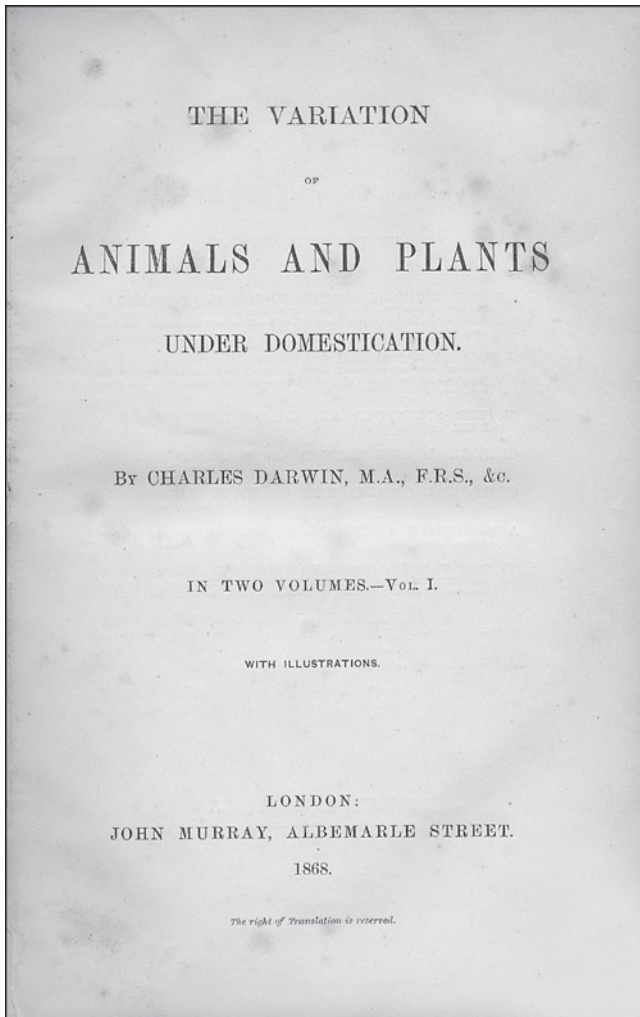 THE VARIATION
OF
ANIMALS AND PLANTS
UNDER DOMESTICATION.
By CHARLES DARWIN, M.A., F.R.S., &c.
IN TWO VOLUMES.—Vol. I.
WITH ILLUSTRATIONS.
LONDON:
JOHN MURRAY, ALBEMARLE STREET.
1868.
The right of Translation is reserved.